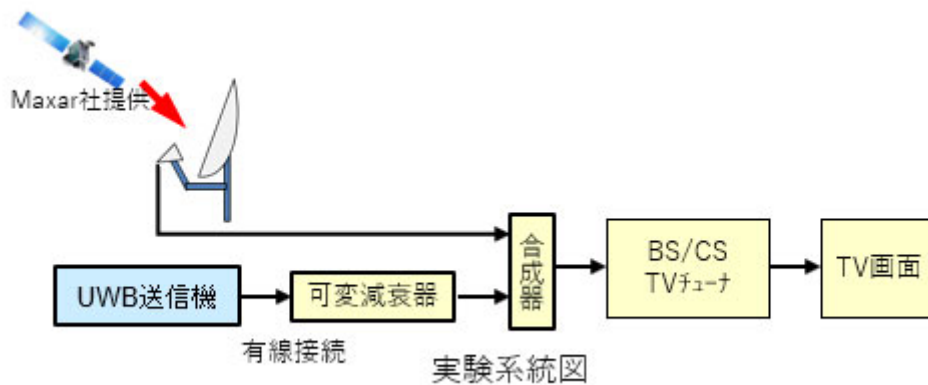 Maxar社提供
合成器
BS/CS
TVﾁｭｰﾅ
TV画面
UWB送信機
可変減衰器
有線接続
実験系統図